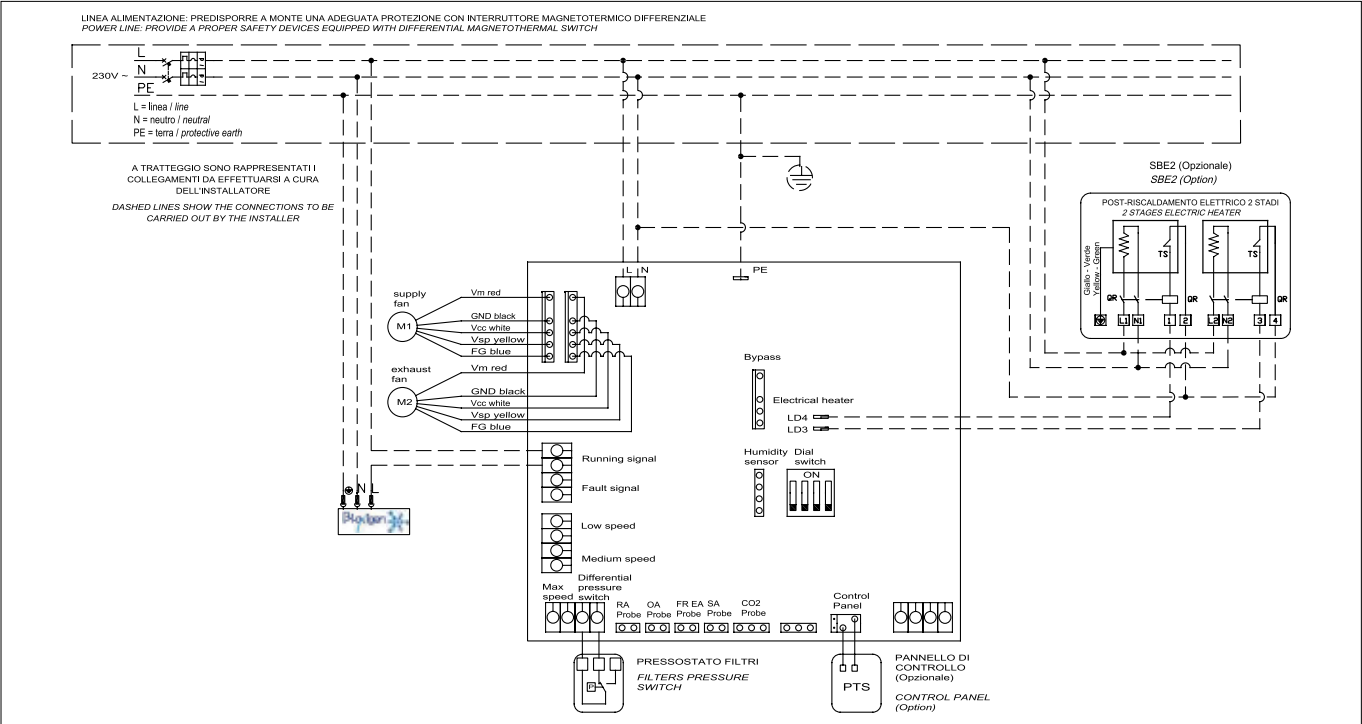 LINEA ALIMENTAZIONE: PREDISPORRE A MONTE UNA ADEGUATA PROTEZIONE CON INTERRUTTORE MAGNETOTERMICO DIFFERENZIALE
POWER LINE: PROVIDE A PROPER SAFETY DEVICES EQUIPPED WITH DIFFERENTIAL MAGNETOTHERMAL SWITCH
L
230V ~ N
PE
L = linea / line
N = neutro / neutral
PE = terra / protective earth
A TRATTEGGIO SONO RAPPRESENTATI I
COLLEGAMENTI DA EFFETTUARSI A CURA
DELL'INSTALLATORE
DASHED LINES SHOW THE CONNECTIONS TO BE
CARRIED OUT BY THE INSTALLER
SBE2 (Opzionale)
SBE2 (Option)
POST-RISCALDAMENTO ELETTRICO 2 STADI
2 STAGES ELECTRIC HEATER
Giallo - Verde
Yellow - Green
TS
TS
QR
QR
QR
L1 N1 1 2 L2 N2 3 4
L N
PE
supply
fan
M1
Vm red
GND black
Vcc white
Vsp yellow
FG blue
exhaust
fan
M2
Vm red
GND black
Vcc white
Vsp yellow
FG blue
Bypass
Electrical heater
LD4
LD3
Humidity
sensor
Dial
switch
ON
Running signal
Fault signal
N L
Low speed
Medium speed
Max
speed
Differential
pressure
switch
RA
Probe
OA
Probe
FR EA
Probe
SA
Probe
CO2
Probe
Control
Panel
P
PRESSOSTATO FILTRI
FILTERS PRESSURE
SWITCH
PTS
PANNELLO DI
CONTROLLO
(Opzionale)
CONTROL PANEL
(Option)